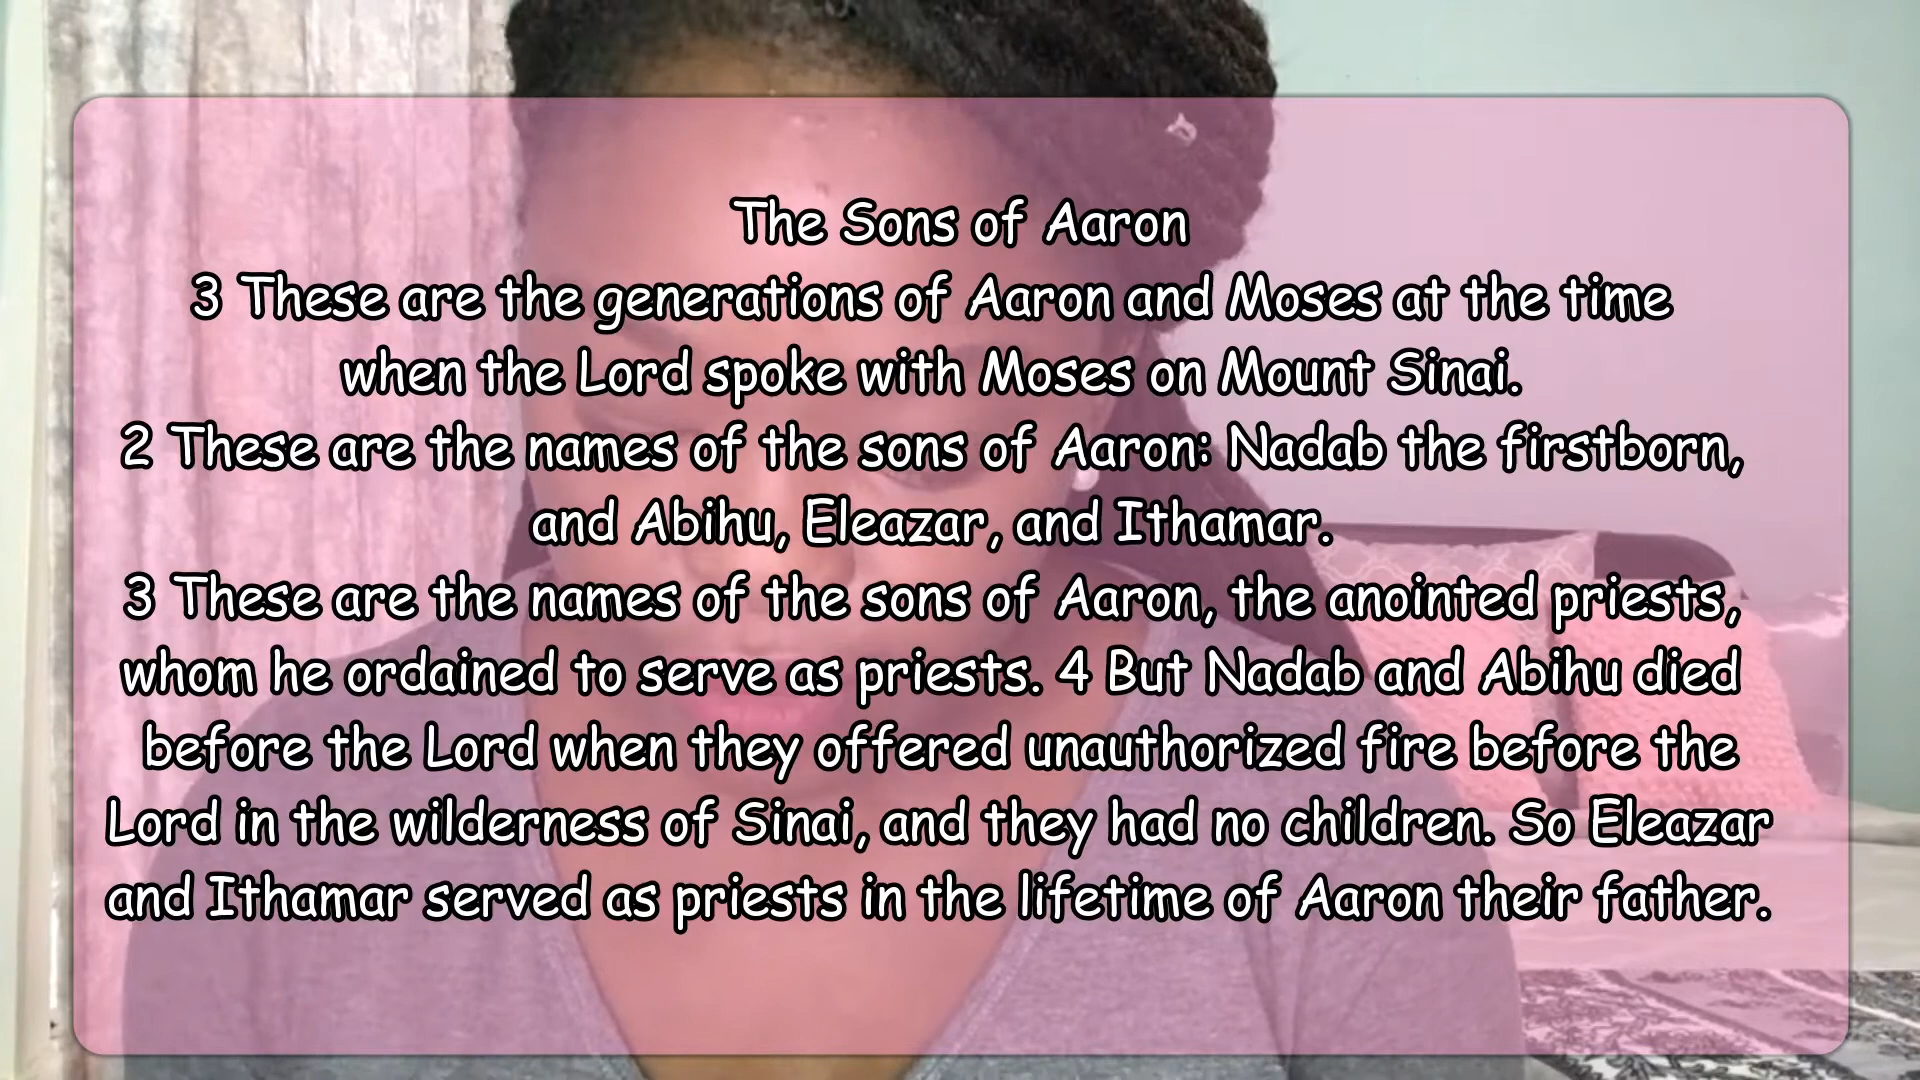 The Sons of Aaron
3 These are the generations of Aaron and Moses at the time
when the Lord spoke with Moses on Mount Sinai.
2 These are the names of the sons of Aaron: Nadab the firstborn,
and Abihu, Eleazar, and Ithamar.
3 These are the names of the sons of Aaron, the anointed priests,
whom he ordained to serve as priests. 4 But Nadab and Abihu died
before the Lord when they offered unauthorized fire before the
Lord in the wilderness of Sinai, and they had no children. So Eleazar
and Ithamar served as priests in the lifetime of Aaron their father.